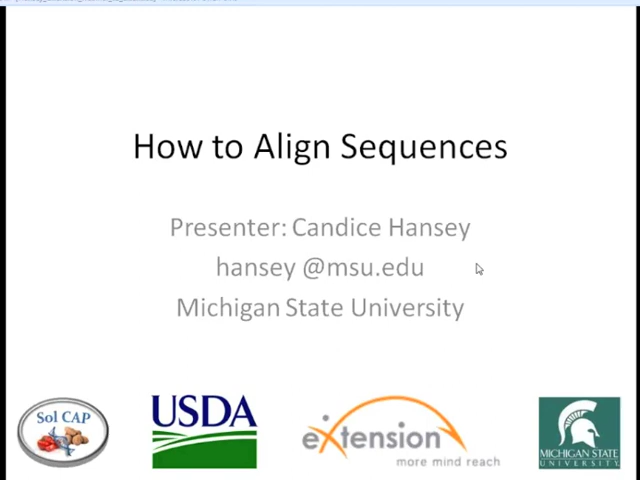 How to Align Sequences
Presenter: Candice Hansey
hansey @msu.edu
Michigan State University
Sol CAP
USDA
eXtension
more mind reach
MICHIGAN STATE
UNIVERSITY